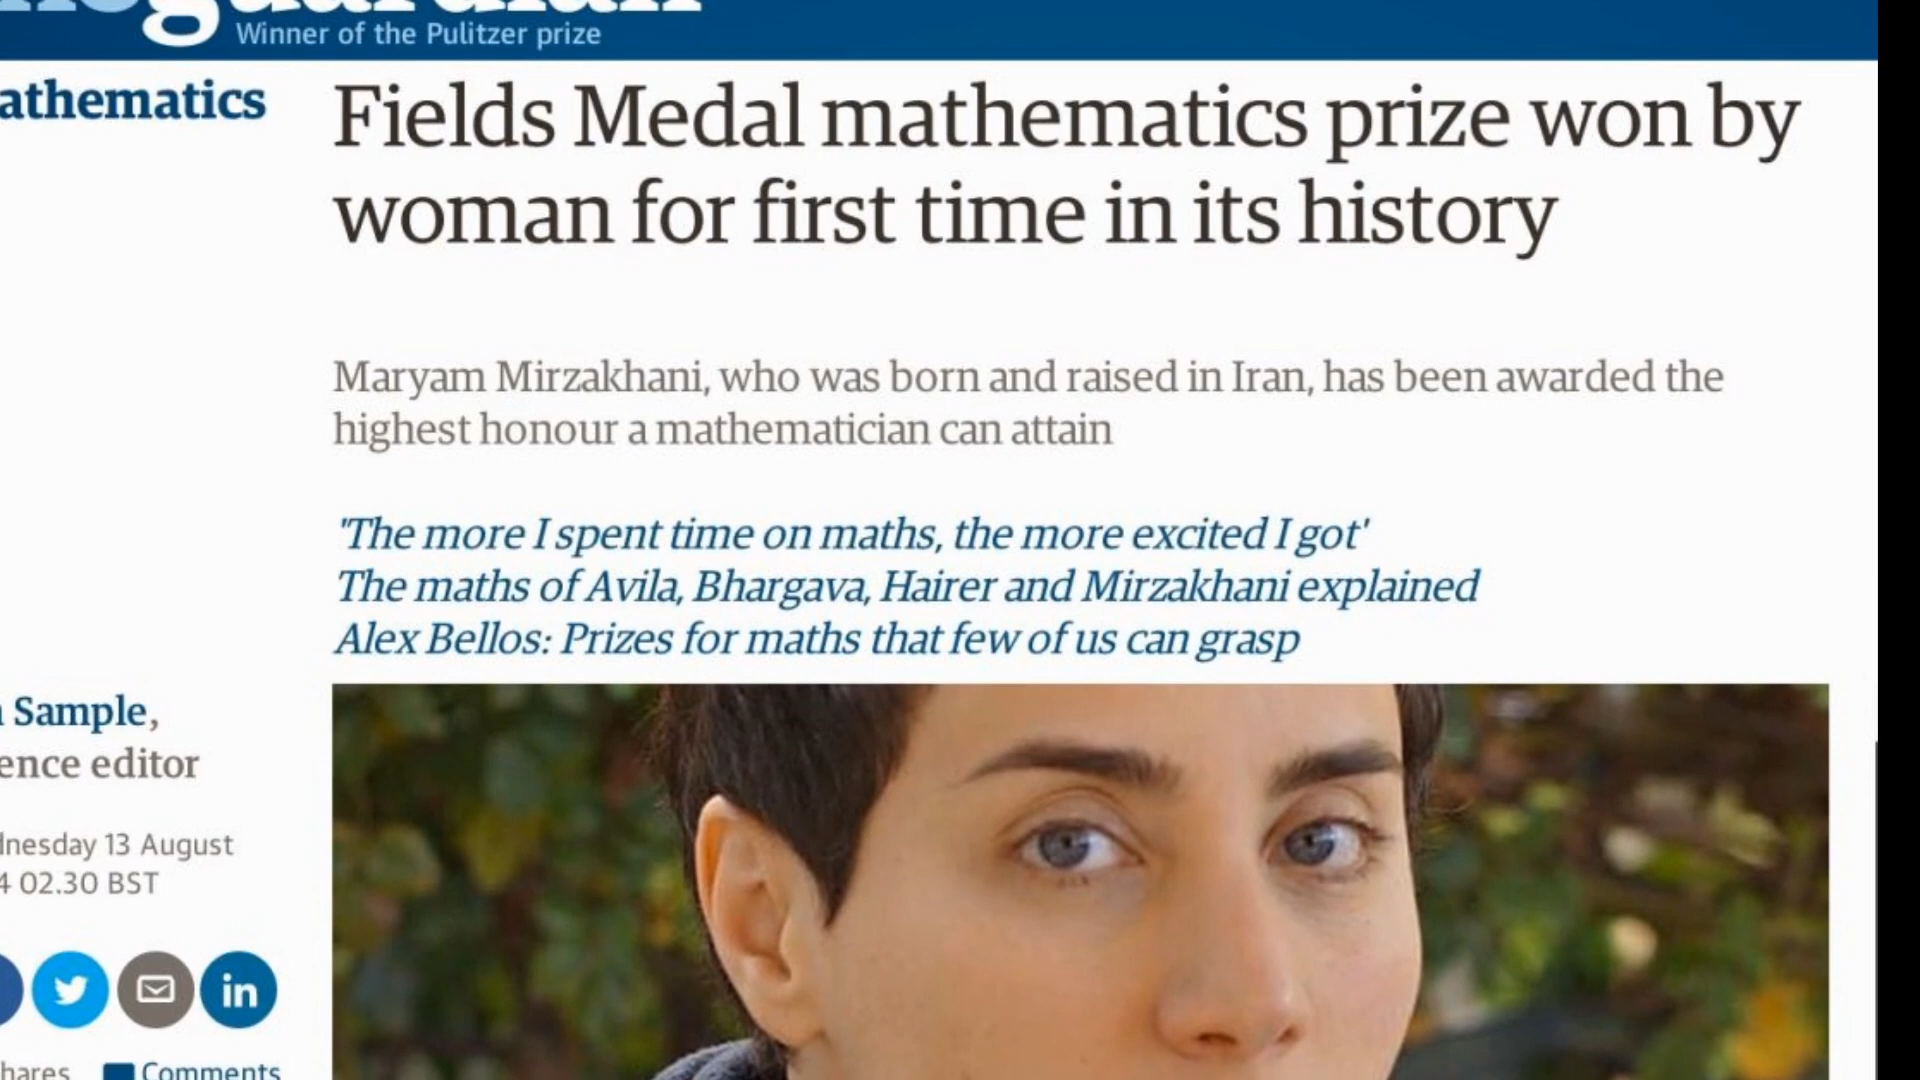 Winner of the Pulitzer prize
athematics
Fields Medal mathematics prize won by
woman for first time in its history
Maryam Mirzakhani, who was born and raised in Iran, has been awarded the
highest honour a mathematician can attain
'The more I spent time on maths, the more excited I got'
The maths of Avila, Bhargava, Hairer and Mirzakhani explained
Alex Bellos: Prizes for maths that few of us can grasp
Sample,
ence editor
dnesday 13 August
4 02.30 BST
in
hares
Comments